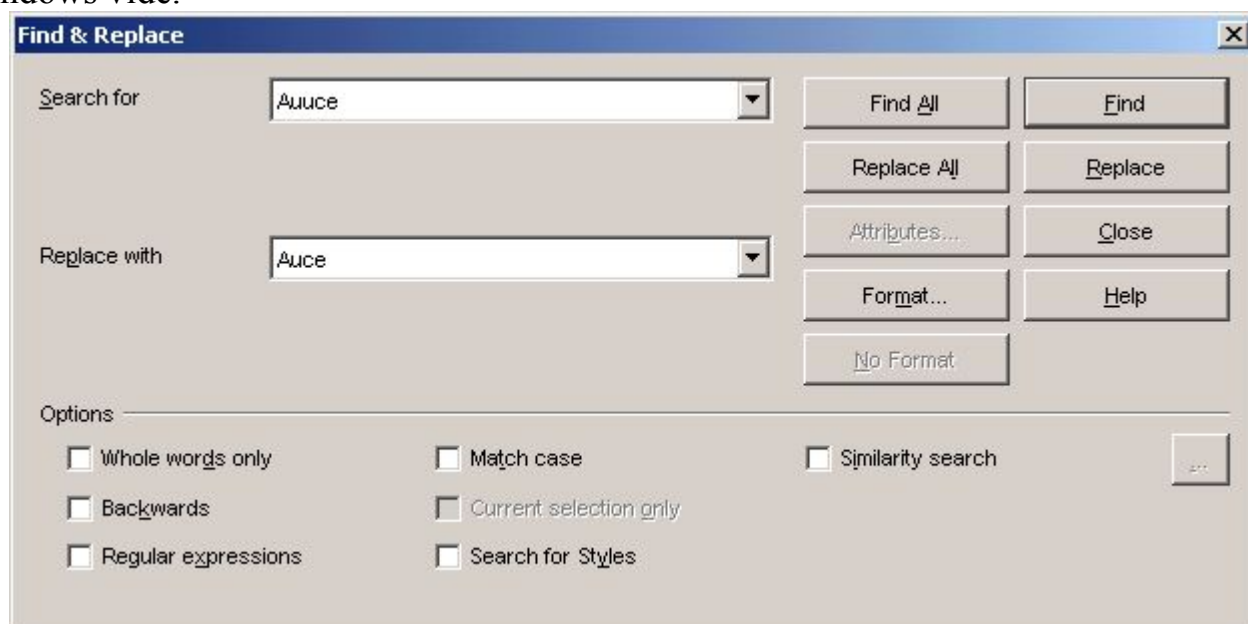 ndows vidē.
Find & Replace
Search for
Auuce
Find All
Find
Replace All
Replace
Replace with
Auce
Attributes...
Close
Format...
Help
No Format
Options
Whole words only
Match case
Similarity search
...
Backwards
Current selection only
Regular expressions
Search for Styles